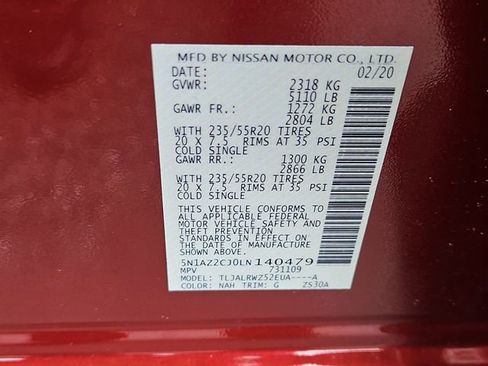 MFD BY NISSAN MOTOR CO., LTD.
DATE: 02/20
GVWR: 2318 KG
5110 LB
GAWR FR.: 1272 KG
2804 LB
WITH 235/55R20 TIRES
20 X 7.5 RIMS AT 35 PSI
COLD SINGLE
GAWR RR.: 1300 KG
2866 LB
WITH 235/55R20 TIRES
20 X 7.5 RIMS AT 35 PSI
COLD SINGLE
THIS VEHICLE CONFORMS TO
ALL APPLICABLE FEDERAL
MOTOR VEHICLE SAFETY
STANDARDS IN EFFECT ON
THE DATE OF MANUFACTURE
SHOWN ABOVE.
5N1AZ2CJ0LN140479
MPV 731109
MODEL: TLJALRWZ52EUA----A
COLOR: NAH TRIM: G ZS30A